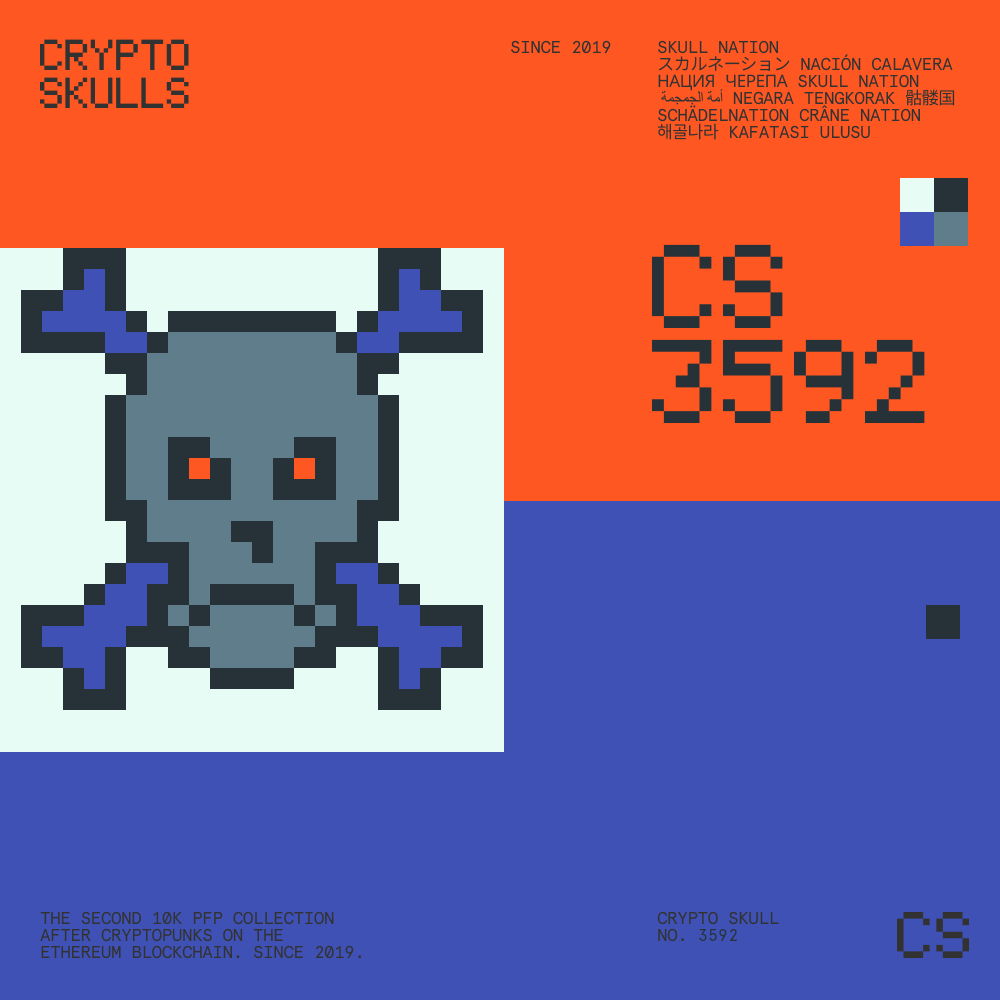 CRYPTO
SKULLS
SINCE 2019
SKULL NATION
スカルネーション NACIÓN CALAVERA
НАЦИЯ ЧЕРЕПА SKULL NATION
أمة الجمجمة NEGARA TENGKORAK 骷髅国
SCHÄDELNATION CRÂNE NATION
해골나라 KAFATASI ULUSU
CS
3592
THE SECOND 10K PFP COLLECTION
AFTER CRYPTOPUNKS ON THE
ETHEREUM BLOCKCHAIN. SINCE 2019.
CRYPTO SKULL
NO. 3592
CS